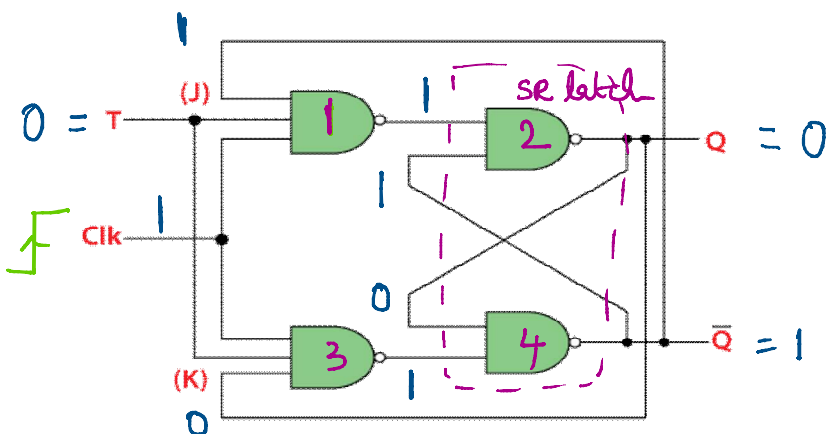 1
(J)
1
SR latch
0 = T
1
2
Q = 0
1
1
Clk
0
3
4
Q̅ = 1
(K)
1
0